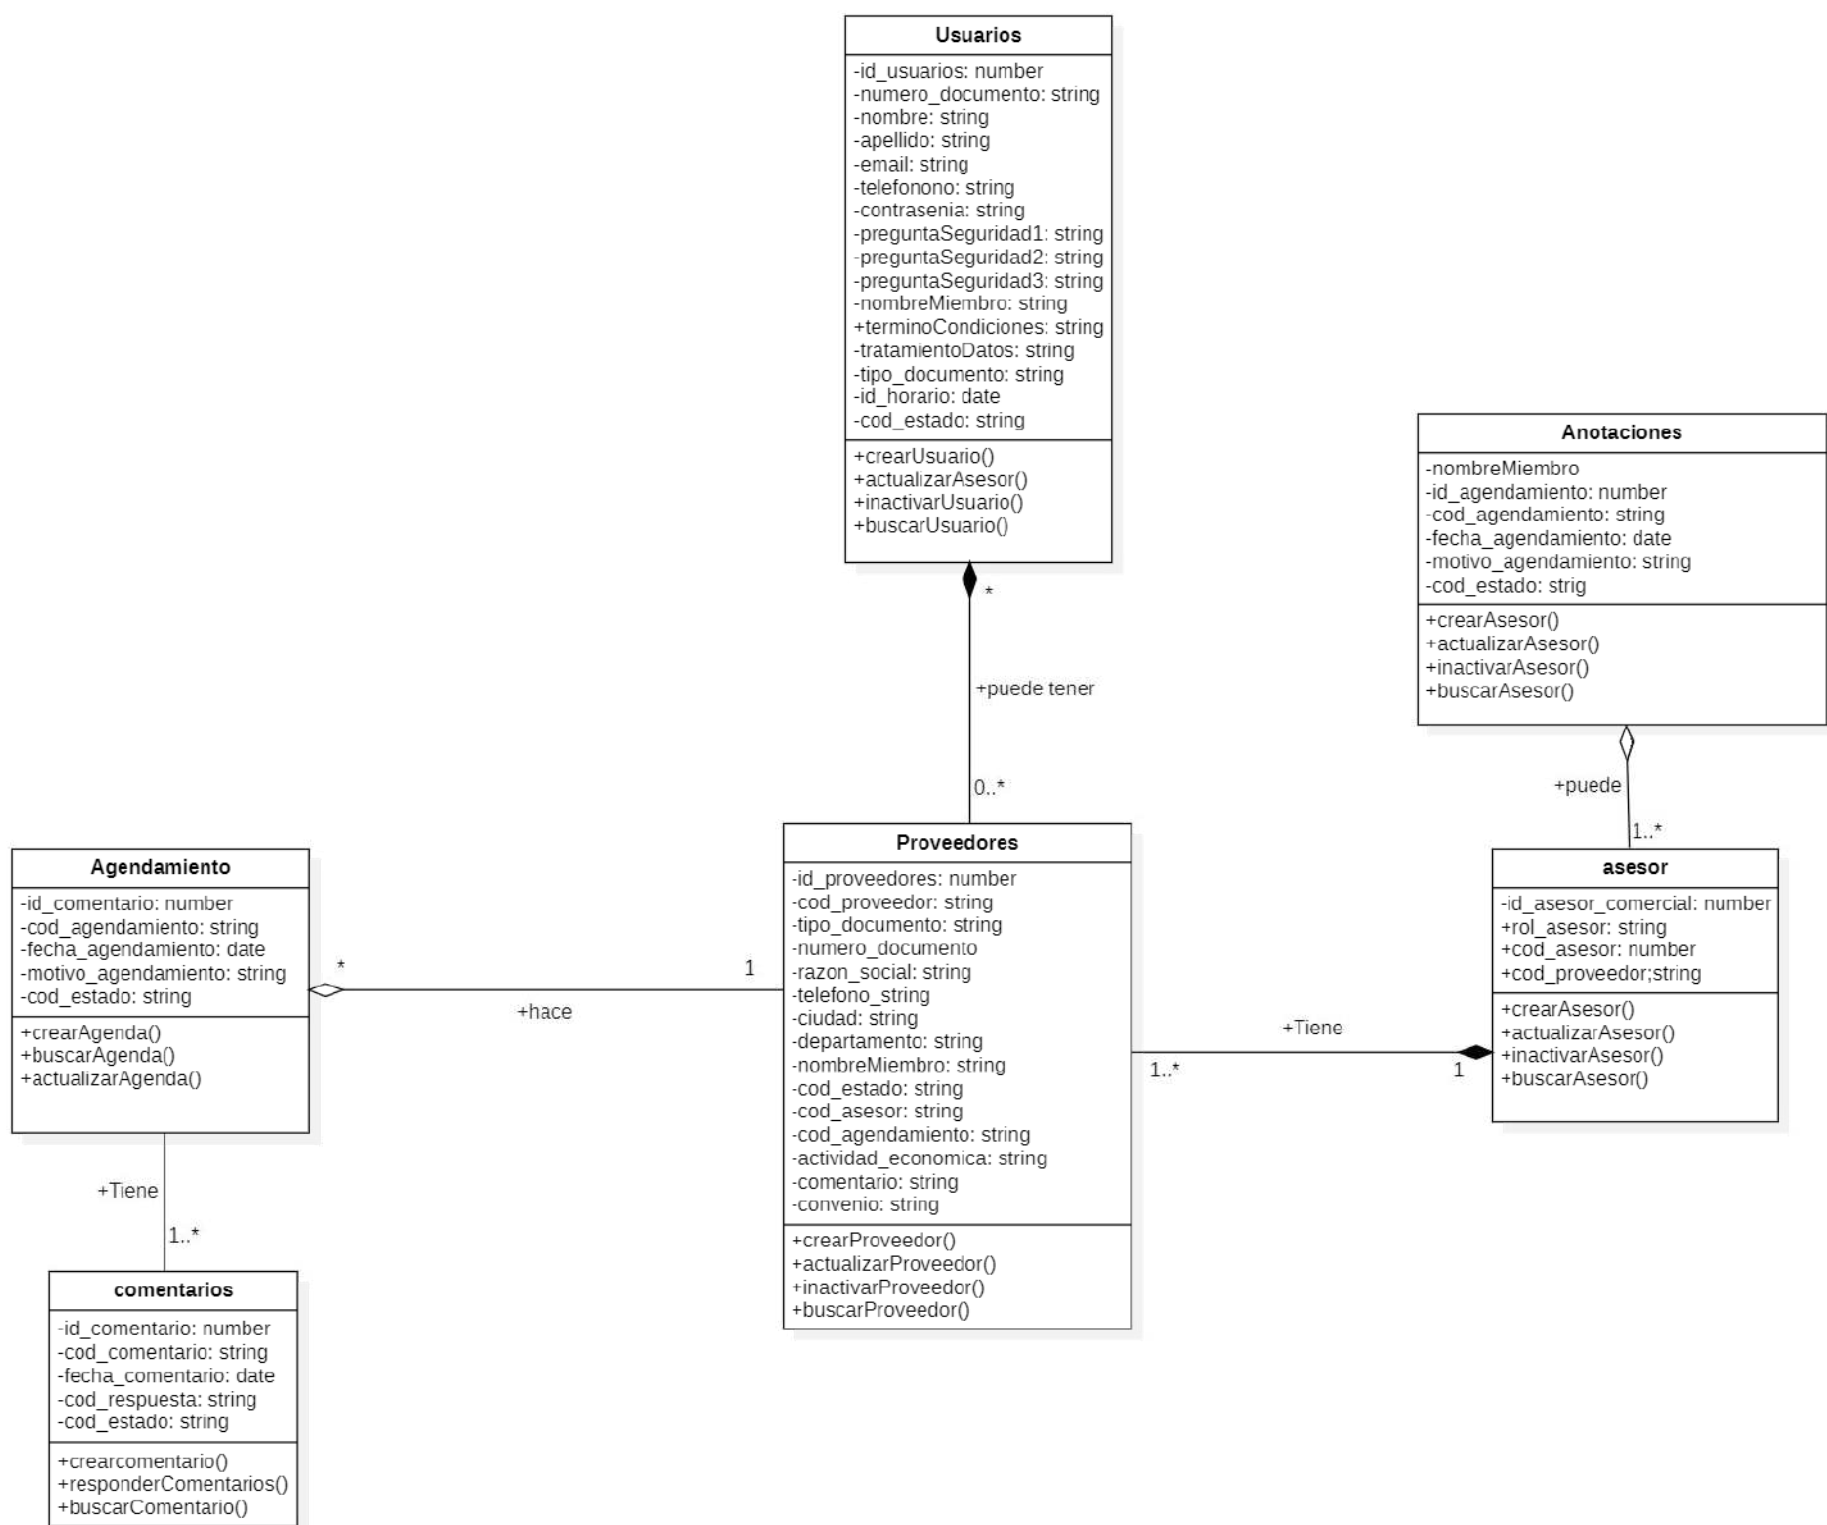 Usuarios
-id_usuarios: number
-numero_documento: string
-nombre: string
-apellido: string
-email: string
-telefonono: string
-contrasenia: string
-preguntaSeguridad1: string
-preguntaSeguridad2: string
-preguntaSeguridad3: string
-nombreMiembro: string
+terminoCondiciones: string
-tratamientoDatos: string
-tipo_documento: string
-id_horario: date
-cod_estado: string
+crearUsuario()
+actualizarAsesor()
+inactivarUsuario()
+buscarUsuario()
*
+puede tener
0..*
Anotaciones
-nombreMiembro
-id_agendamiento: number
-cod_agendamiento: string
-fecha_agendamiento: date
-motivo_agendamiento: string
-cod_estado: strig
+crearAsesor()
+actualizarAsesor()
+inactivarAsesor()
+buscarAsesor()
+puede
1..*
Agendamiento
-id_comentario: number
-cod_agendamiento: string
-fecha_agendamiento: date
-motivo_agendamiento: string
-cod_estado: string
+crearAgenda()
+buscarAgenda()
+actualizarAgenda()
*
1
+hace
Proveedores
-id_proveedores: number
-cod_proveedor: string
-tipo_documento: string
-numero_documento
-razon_social: string
-telefono_string
-ciudad: string
-departamento: string
-nombreMiembro: string
-cod_estado: string
-cod_asesor: string
-cod_agendamiento: string
-actividad_economica: string
-comentario: string
-convenio: string
+crearProveedor()
+actualizarProveedor()
+inactivarProveedor()
+buscarProveedor()
+Tiene
1..*
1
asesor
-id_asesor_comercial: number
+rol_asesor: string
+cod_asesor: number
+cod_proveedor;string
+crearAsesor()
+actualizarAsesor()
+inactivarAsesor()
+buscarAsesor()
+Tiene
1..*
comentarios
-id_comentario: number
-cod_comentario: string
-fecha_comentario: date
-cod_respuesta: string
-cod_estado: string
+crearcomentario()
+responderComentarios()
+buscarComentario()